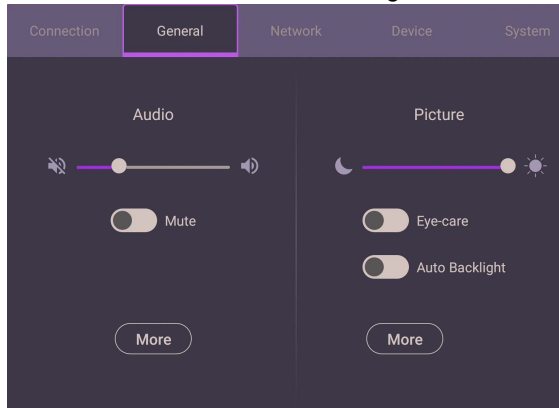 Connection
General
Network
Device
System
Audio
Mute
More
Picture
Eye-care
Auto Backlight
More